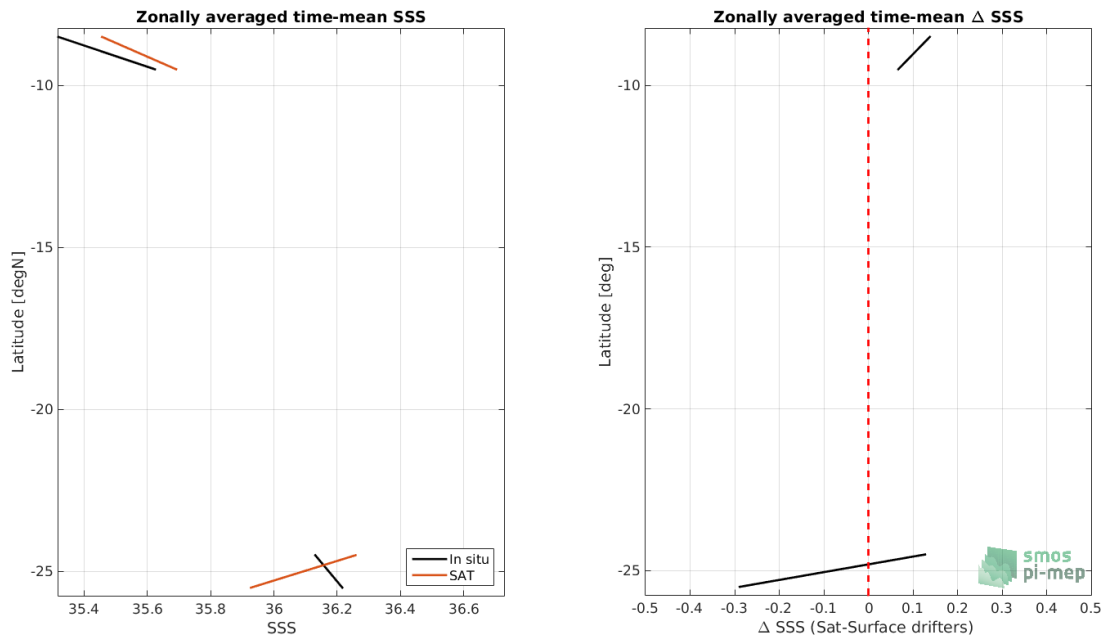 Zonally averaged time-mean SSS
-10
-15
-20
-25
Latitude [degN]
35.4 35.6 35.8 36 36.2 36.4 36.6
SSS
In situ
SAT
Zonally averaged time-mean Δ SSS
-10
-15
-20
-25
Latitude [deg]
-0.5 -0.4 -0.3 -0.2 -0.1 0 0.1 0.2 0.3 0.4 0.5
Δ SSS (Sat-Surface drifters)
smos
pi-mep